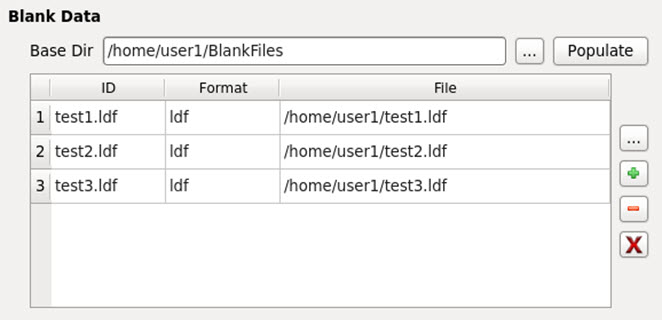 Blank Data
Base Dir /home/user1/BlankFiles ... Populate
ID Format File
1 test1.ldf ldf /home/user1/test1.ldf
2 test2.ldf ldf /home/user1/test2.ldf
3 test3.ldf ldf /home/user1/test3.ldf
...